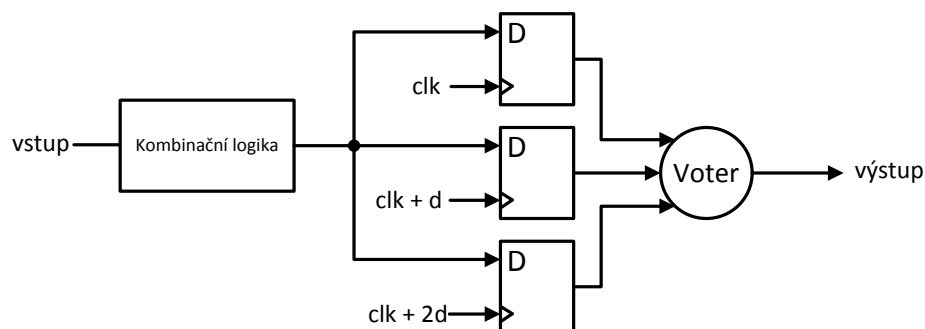 D
clk
vstup
Kombinační logika
D
clk + d
Voter
výstup
D
clk + 2d